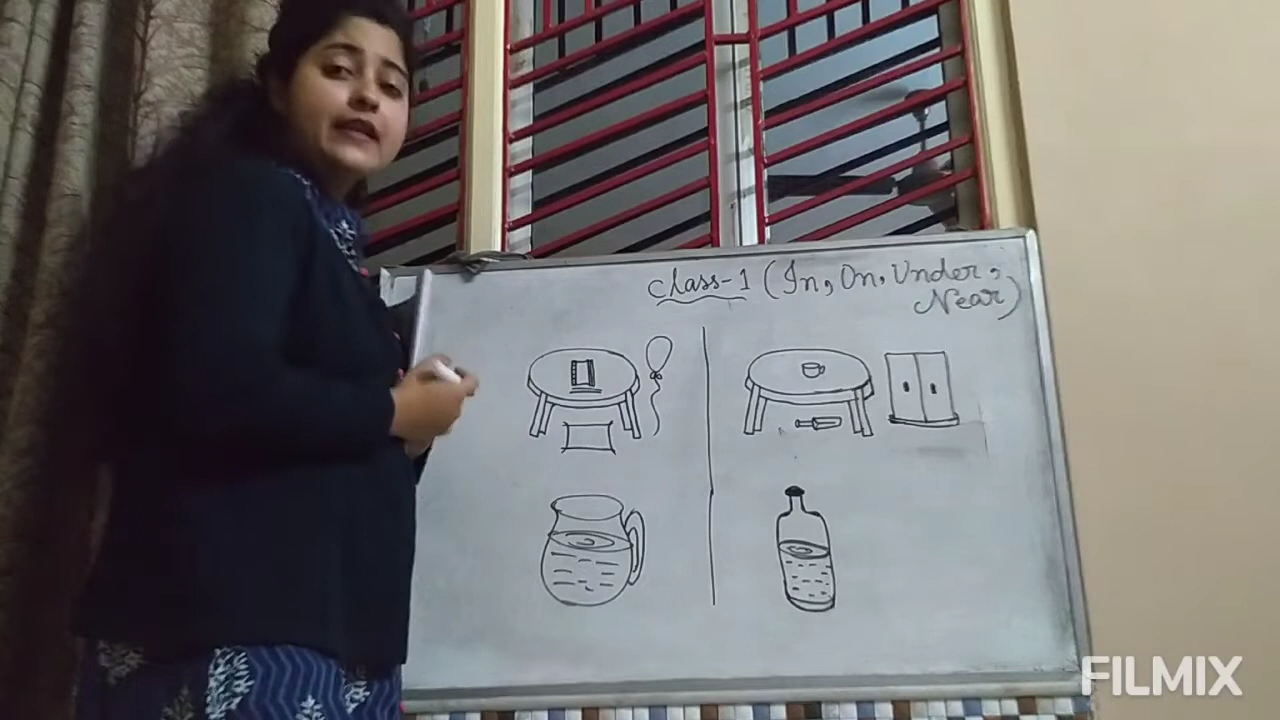 Class-1 (In, On, Under,
Near)
FILMIX